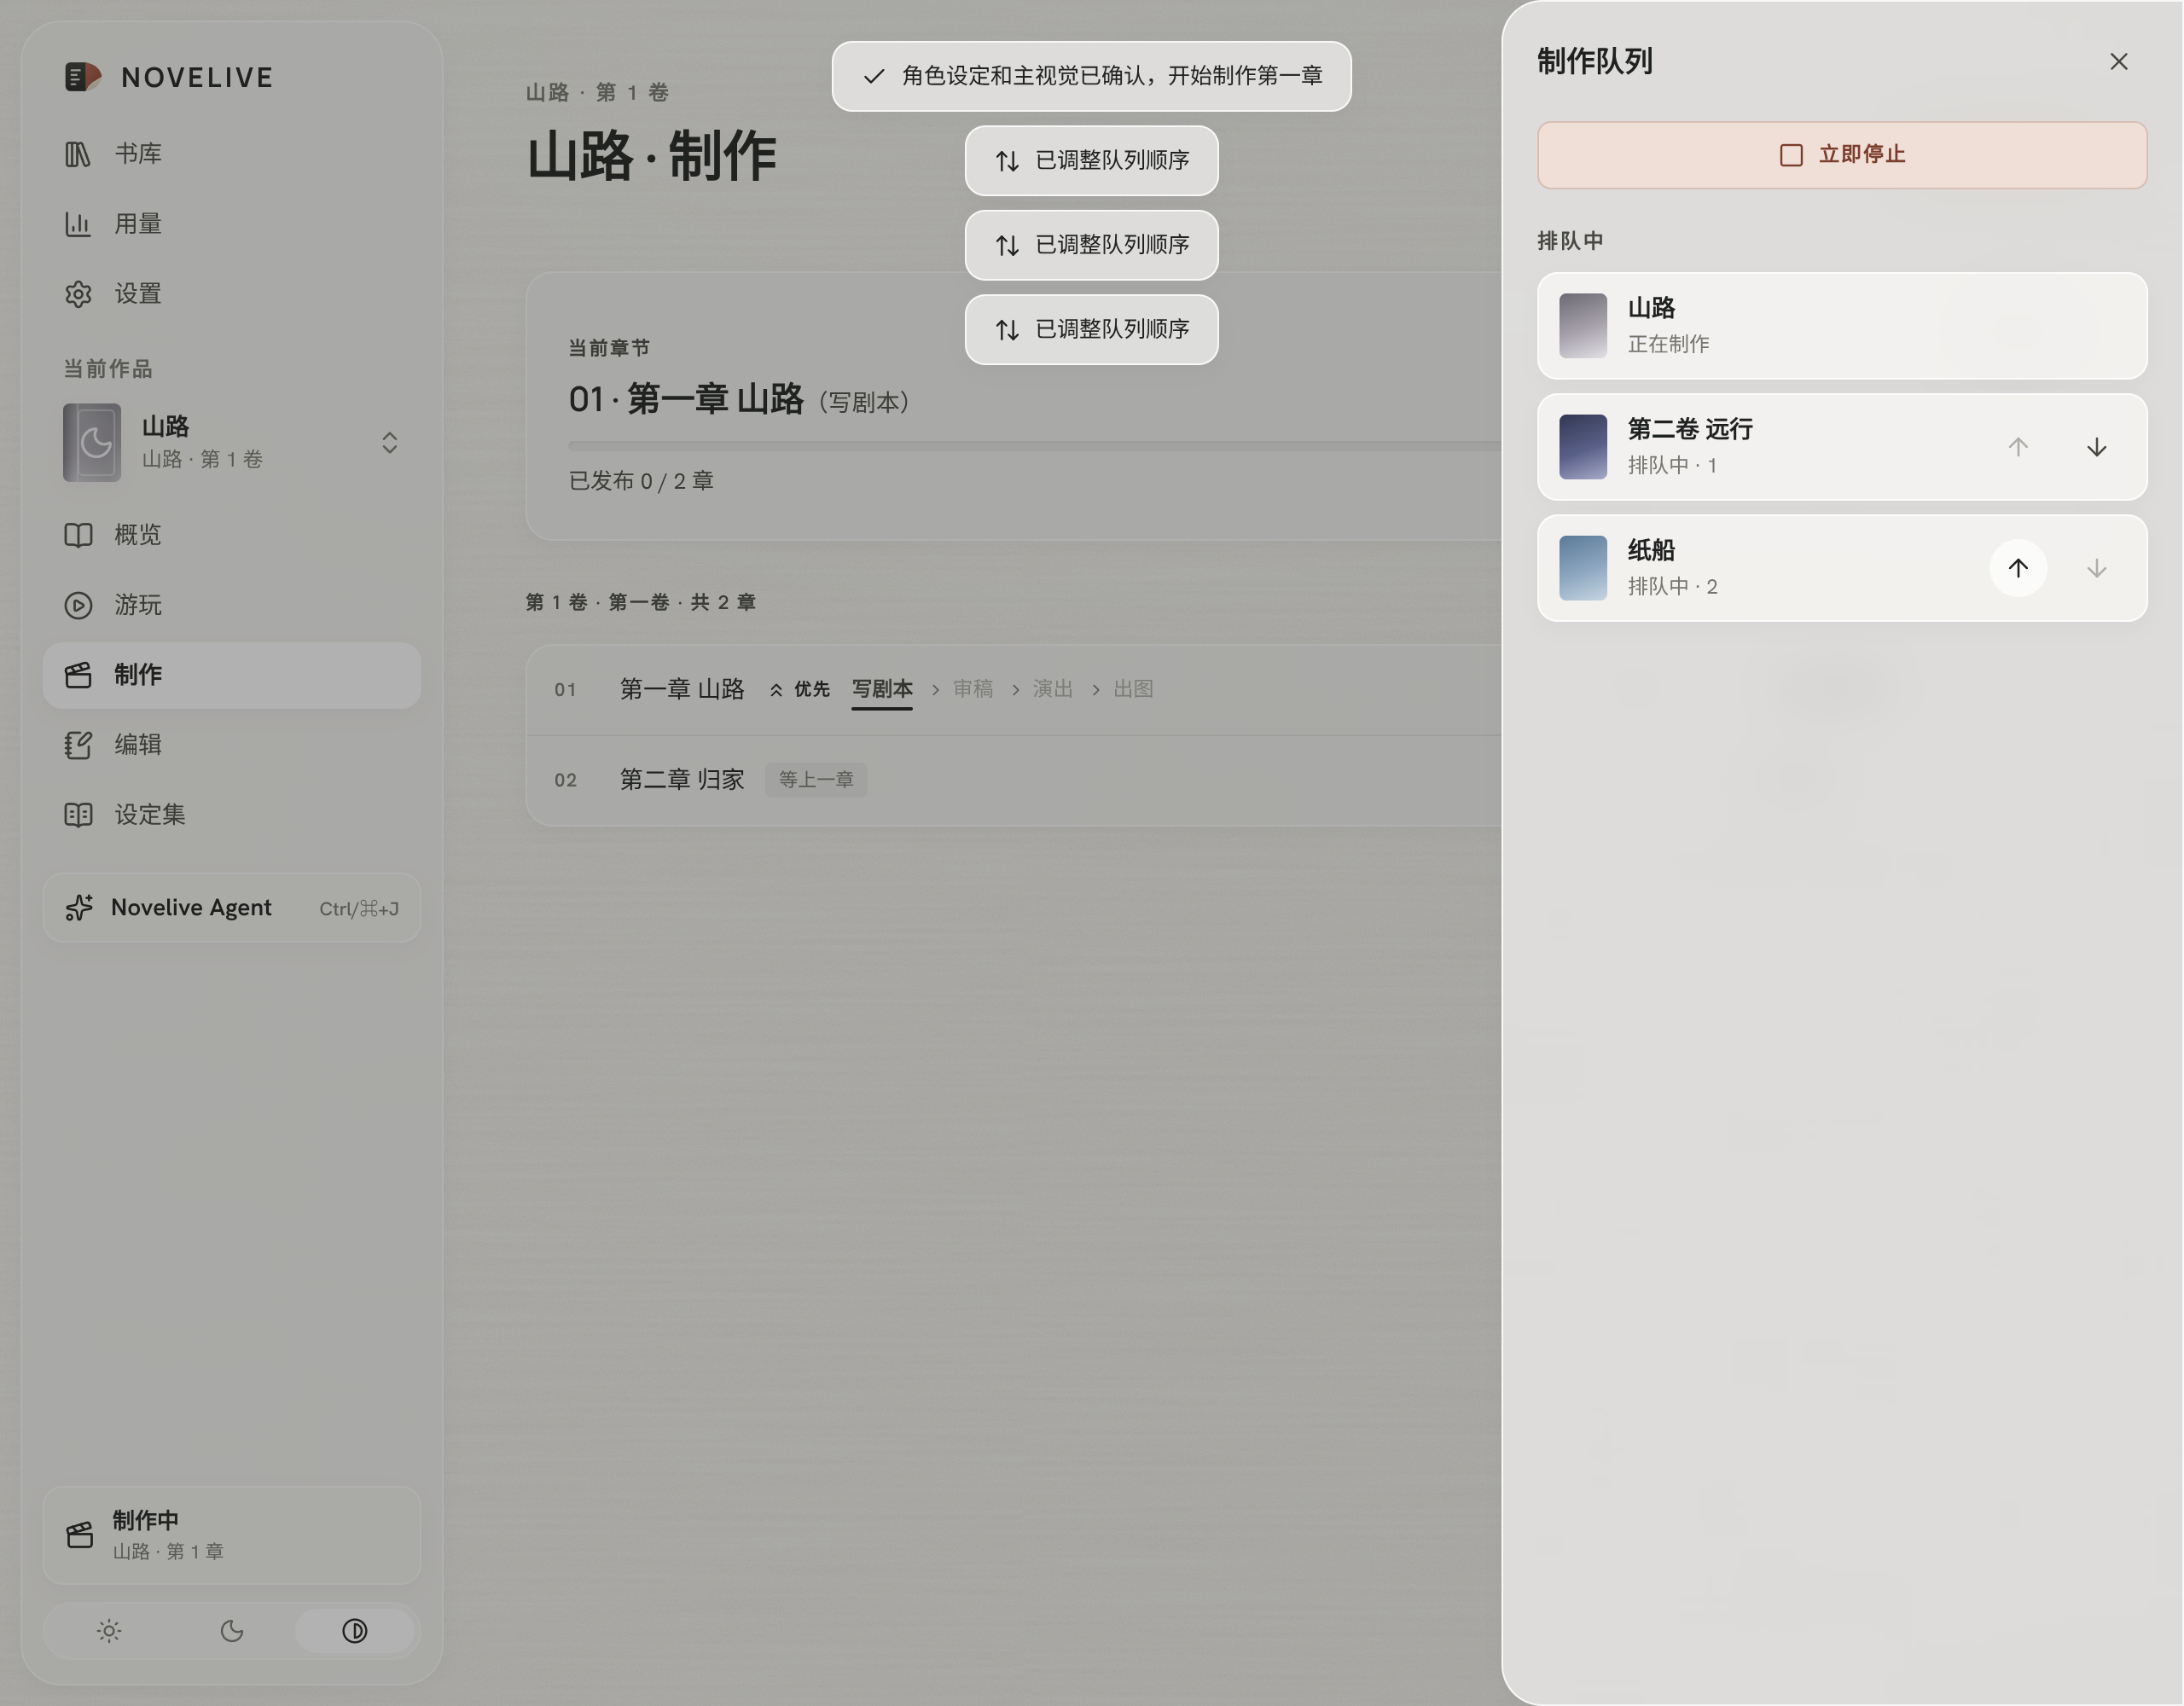 NOVELIVE
书库
用量
设置
当前作品
山路
山路 · 第 1 卷
概览
游玩
制作
编辑
设定集
Novelive Agent Ctrl/⌘+J
制作中
山路 · 第 1 章
山路 · 第 1 卷
山路 · 制作
角色设定和主视觉已确认，开始制作第一章
已调整队列顺序
已调整队列顺序
已调整队列顺序
当前章节
01 · 第一章 山路（写剧本）
已发布 0 / 2 章
第 1 卷 · 第一卷 · 共 2 章
01 第一章 山路 优先 写剧本 › 审稿 › 演出 › 出图
02 第二章 归家 等上一章
制作队列
立即停止
排队中
山路
正在制作
第二卷 远行
排队中 · 1
纸船
排队中 · 2